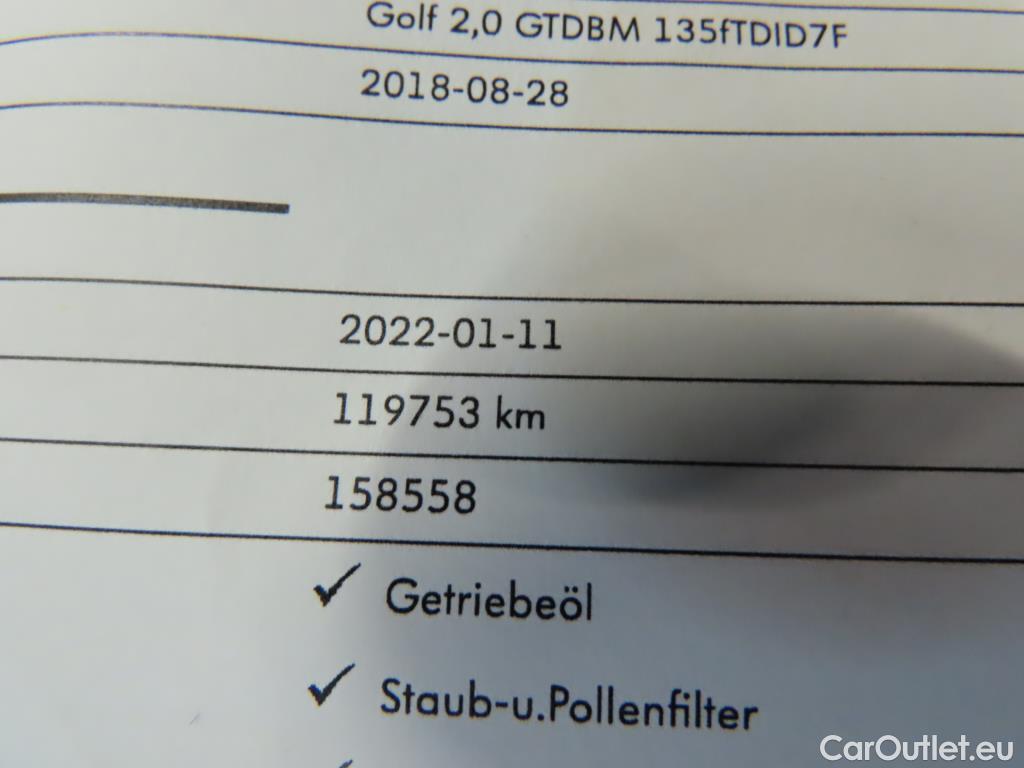 Golf 2,0 GTDBM 135fTDID7F
2018-08-28
2022-01-11
119753 km
158558
✓ Getriebeöl
✓ Staub-u.Pollenfilter
CarOutlet.eu